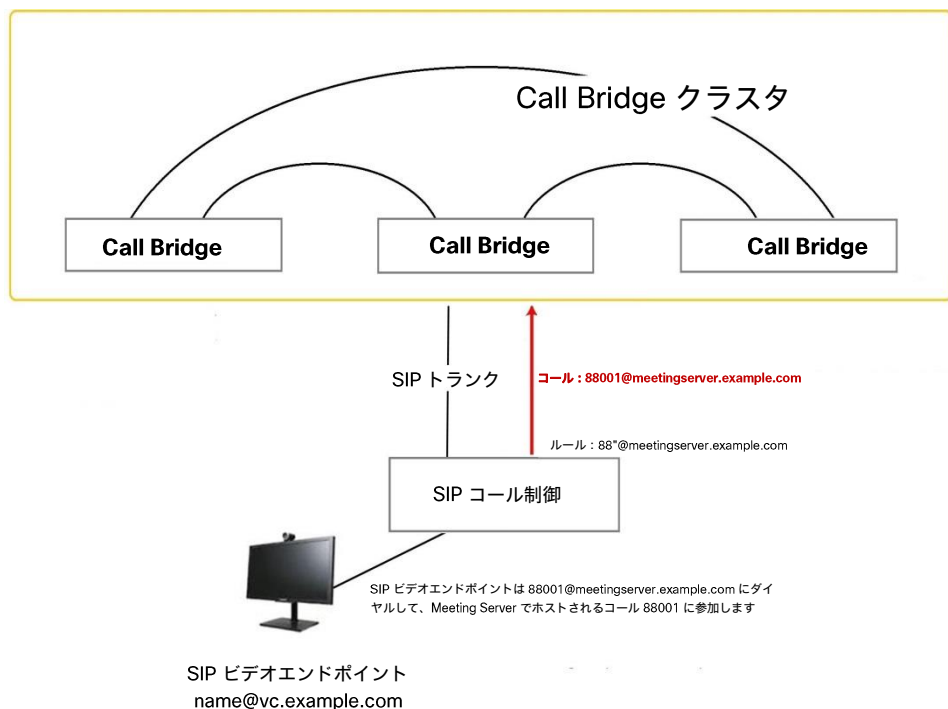 Call Bridge クラスタ
Call Bridge
Call Bridge
Call Bridge
SIP トランク
コール：88001@meetingserver.example.com
ルール：88"@meetingserver.example.com
SIP コール制御
SIP ビデオエンドポイントは 88001@meetingserver.example.com にダイ
ヤルして、Meeting Server でホストされるコール 88001 に参加します
SIP ビデオエンドポイント
name@vc.example.com